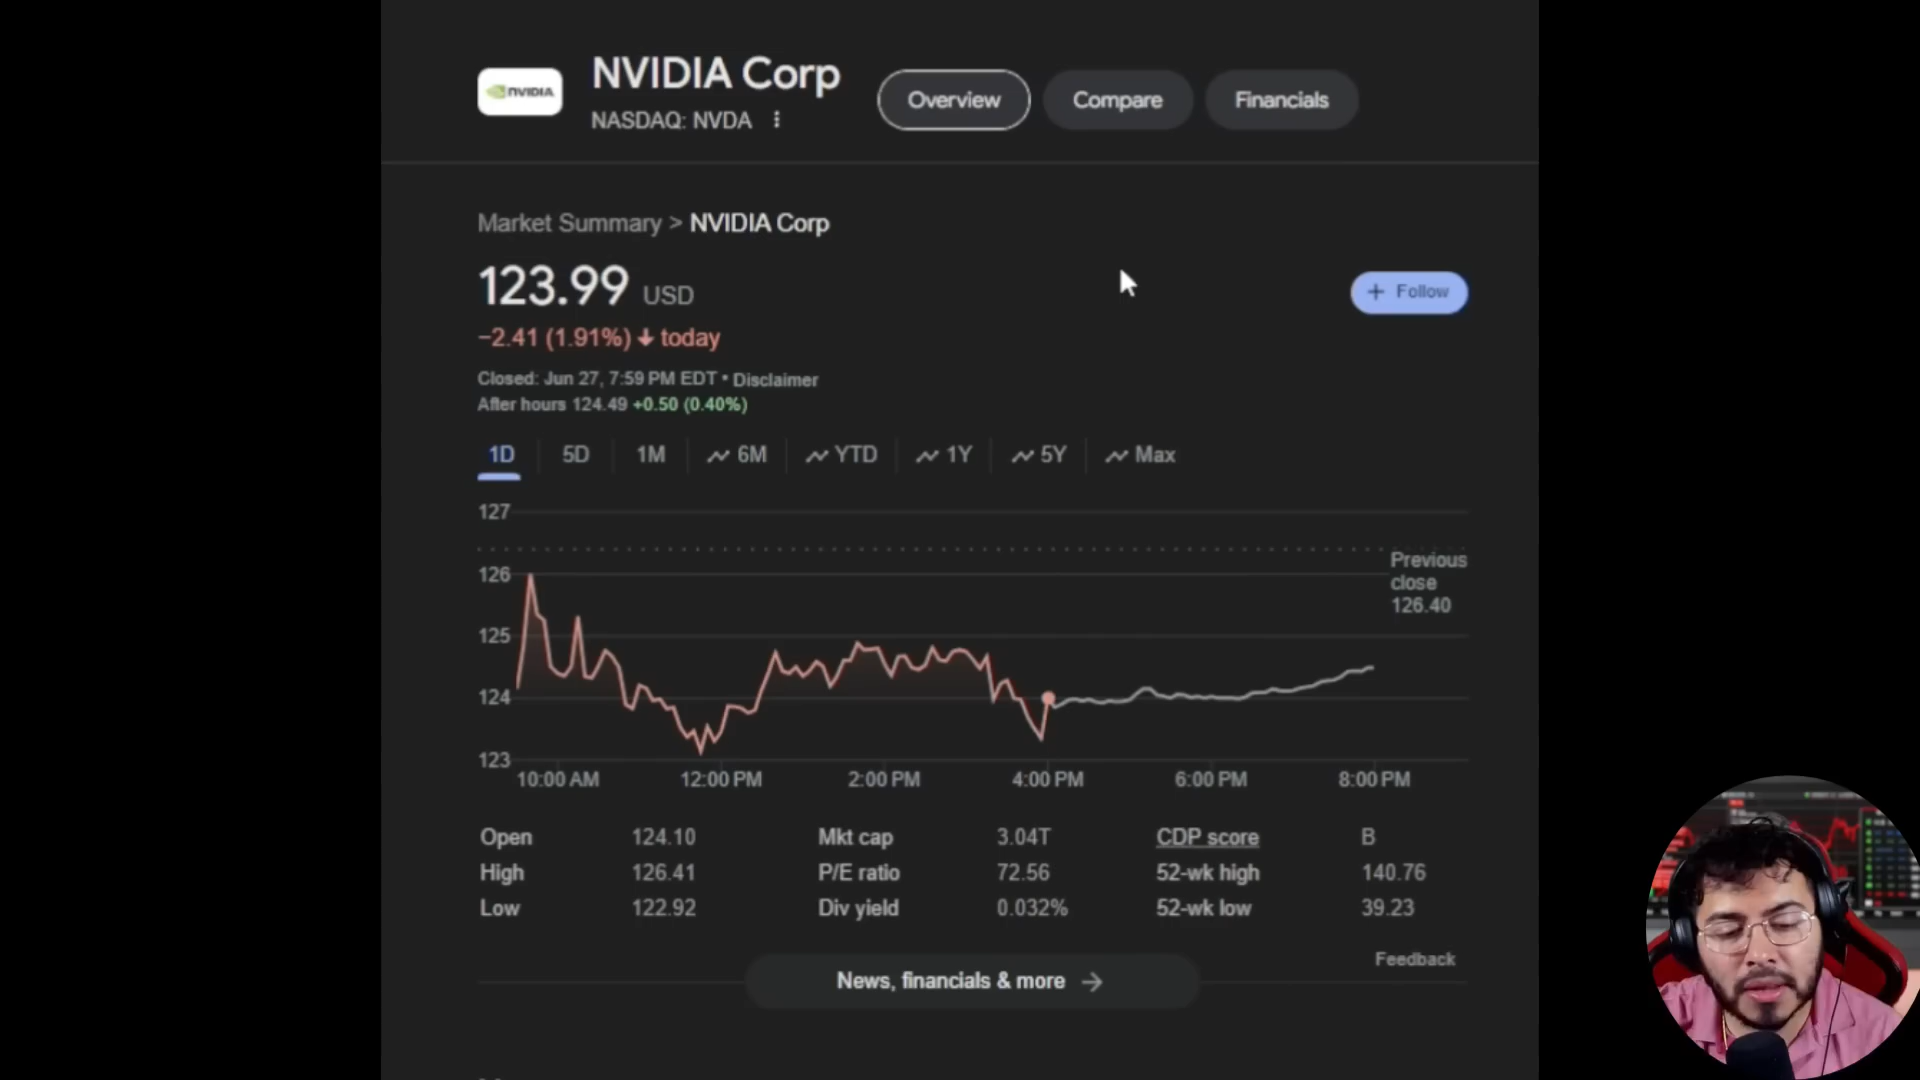 NVIDIA
NVIDIA Corp
NASDAQ: NVDA
Overview
Compare
Financials
Market Summary > NVIDIA Corp
123.99 USD
+ Follow
−2.41 (1.91%) ↓ today
Closed: Jun 27, 7:59 PM EDT • Disclaimer
After hours 124.49 +0.50 (0.40%)
1D 5D 1M 6M YTD 1Y 5Y Max
127
126
125
124
123
Previous
close
126.40
10:00 AM 12:00 PM 2:00 PM 4:00 PM 6:00 PM 8:00 PM
Open 124.10 Mkt cap 3.04T CDP score B
High 126.41 P/E ratio 72.56 52-wk high 140.76
Low 122.92 Div yield 0.032% 52-wk low 39.23
Feedback
News, financials & more →